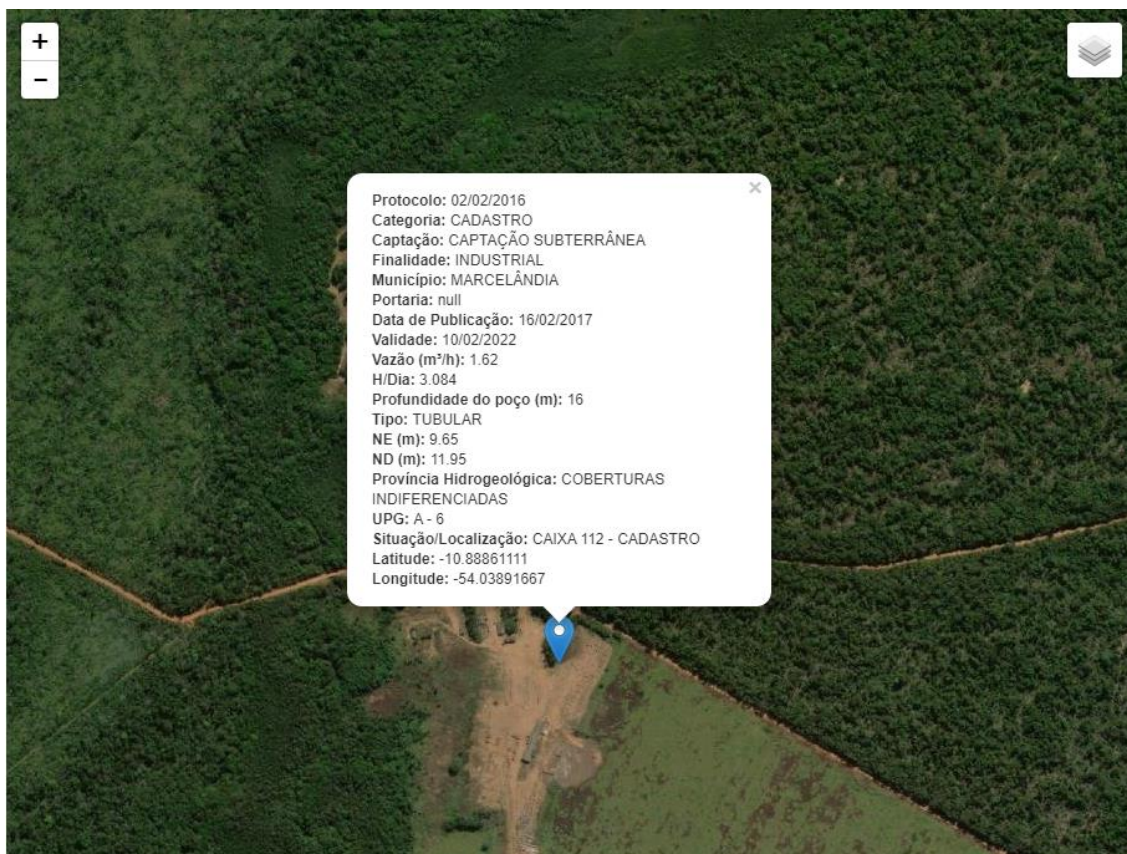 +
−
×
Protocolo: 02/02/2016
Categoria: CADASTRO
Captação: CAPTAÇÃO SUBTERRÂNEA
Finalidade: INDUSTRIAL
Município: MARCELÂNDIA
Portaria: null
Data de Publicação: 16/02/2017
Validade: 10/02/2022
Vazão (m³/h): 1.62
H/Dia: 3.084
Profundidade do poço (m): 16
Tipo: TUBULAR
NE (m): 9.65
ND (m): 11.95
Província Hidrogeológica: COBERTURAS
INDIFERENCIADAS
UPG: A - 6
Situação/Localização: CAIXA 112 - CADASTRO
Latitude: -10.88861111
Longitude: -54.03891667